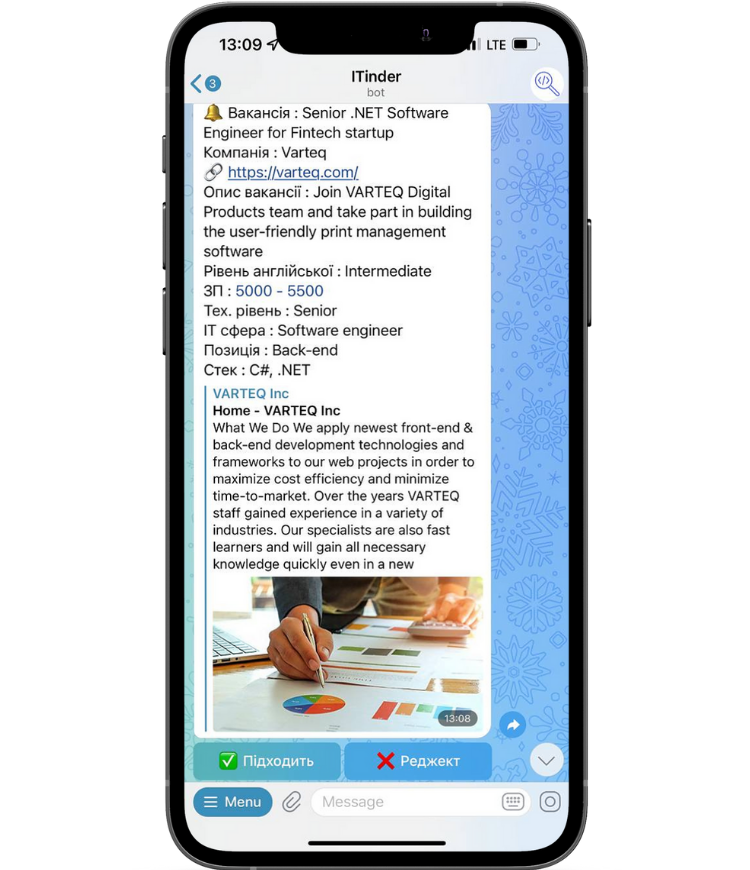 13:09
LTE
3
ITinder
bot
🔔 Вакансія : Senior .NET Software
Engineer for Fintech startup
Компанія : Varteq
🔗 https://varteq.com/
Опис вакансії : Join VARTEQ Digital
Products team and take part in building
the user-friendly print management
software
Рівень англійської : Intermediate
ЗП : 5000 - 5500
Тех. рівень : Senior
IT сфера : Software engineer
Позиція : Back-end
Стек : C#, .NET
VARTEQ Inc
Home - VARTEQ Inc
What We Do We apply newest front-end &
back-end development technologies and
frameworks to our web projects in order to
maximize cost efficiency and minimize
time-to-market. Over the years VARTEQ
staff gained experience in a variety of
industries. Our specialists are also fast
learners and will gain all necessary
knowledge quickly even in a new
13:08
✅ Підходить
❌ Реджект
Menu
Message